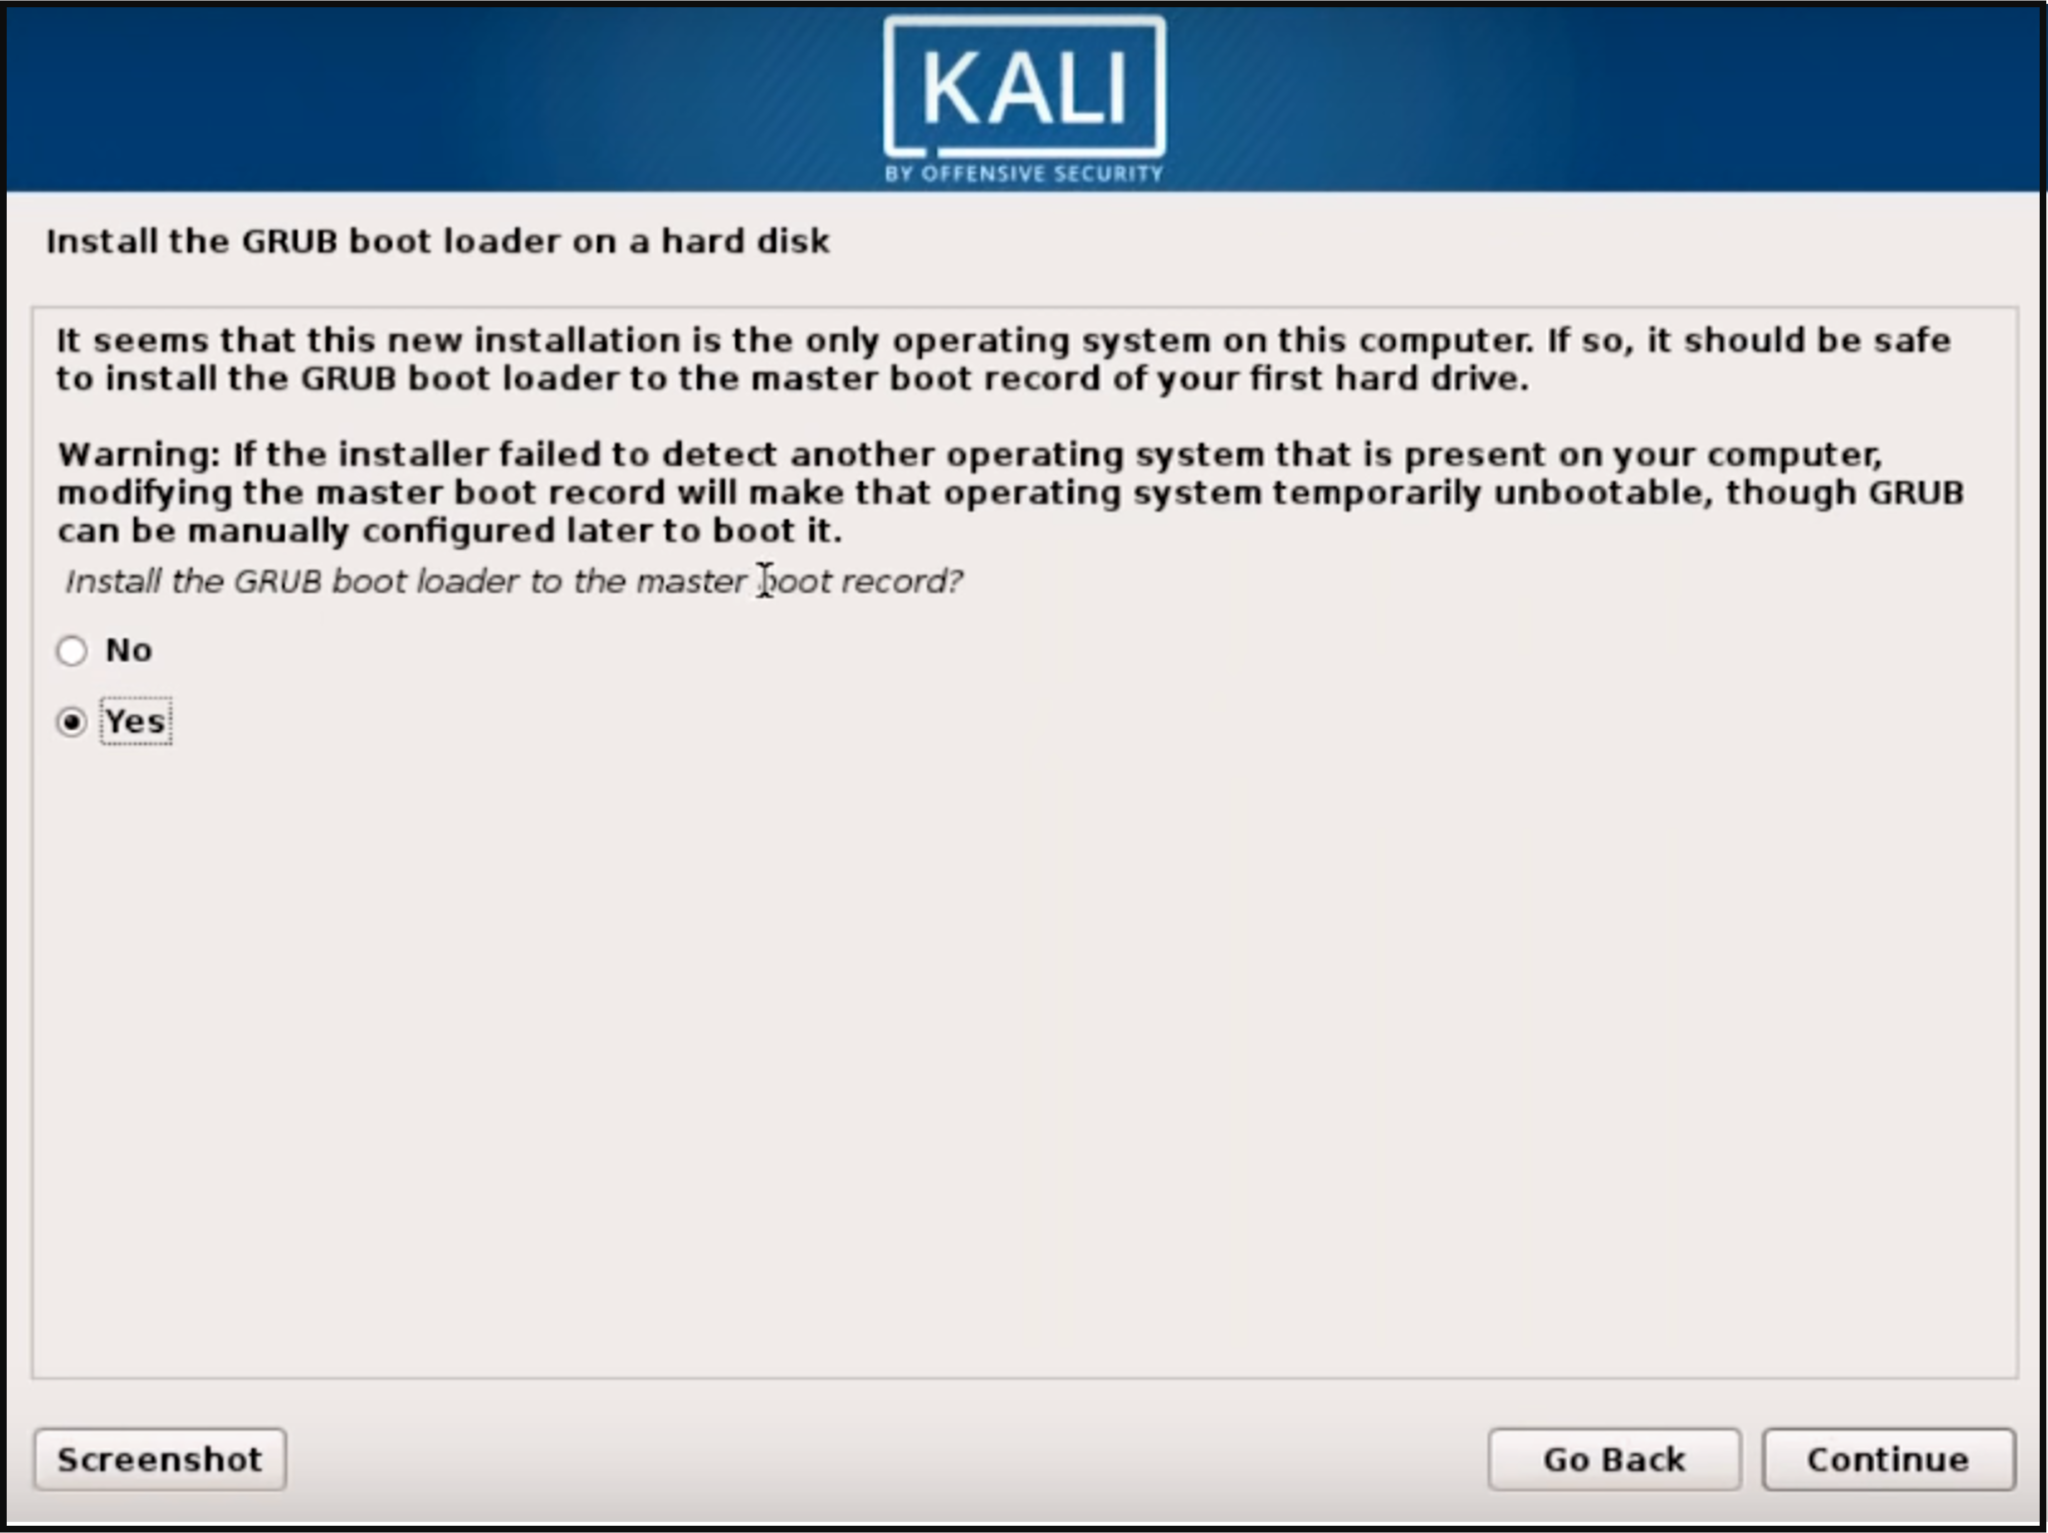 KALI
BY OFFENSIVE SECURITY
Install the GRUB boot loader on a hard disk
It seems that this new installation is the only operating system on this computer. If so, it should be safe
to install the GRUB boot loader to the master boot record of your first hard drive.
Warning: If the installer failed to detect another operating system that is present on your computer,
modifying the master boot record will make that operating system temporarily unbootable, though GRUB
can be manually configured later to boot it.
Install the GRUB boot loader to the master boot record?
No
Yes
Screenshot
Go Back
Continue